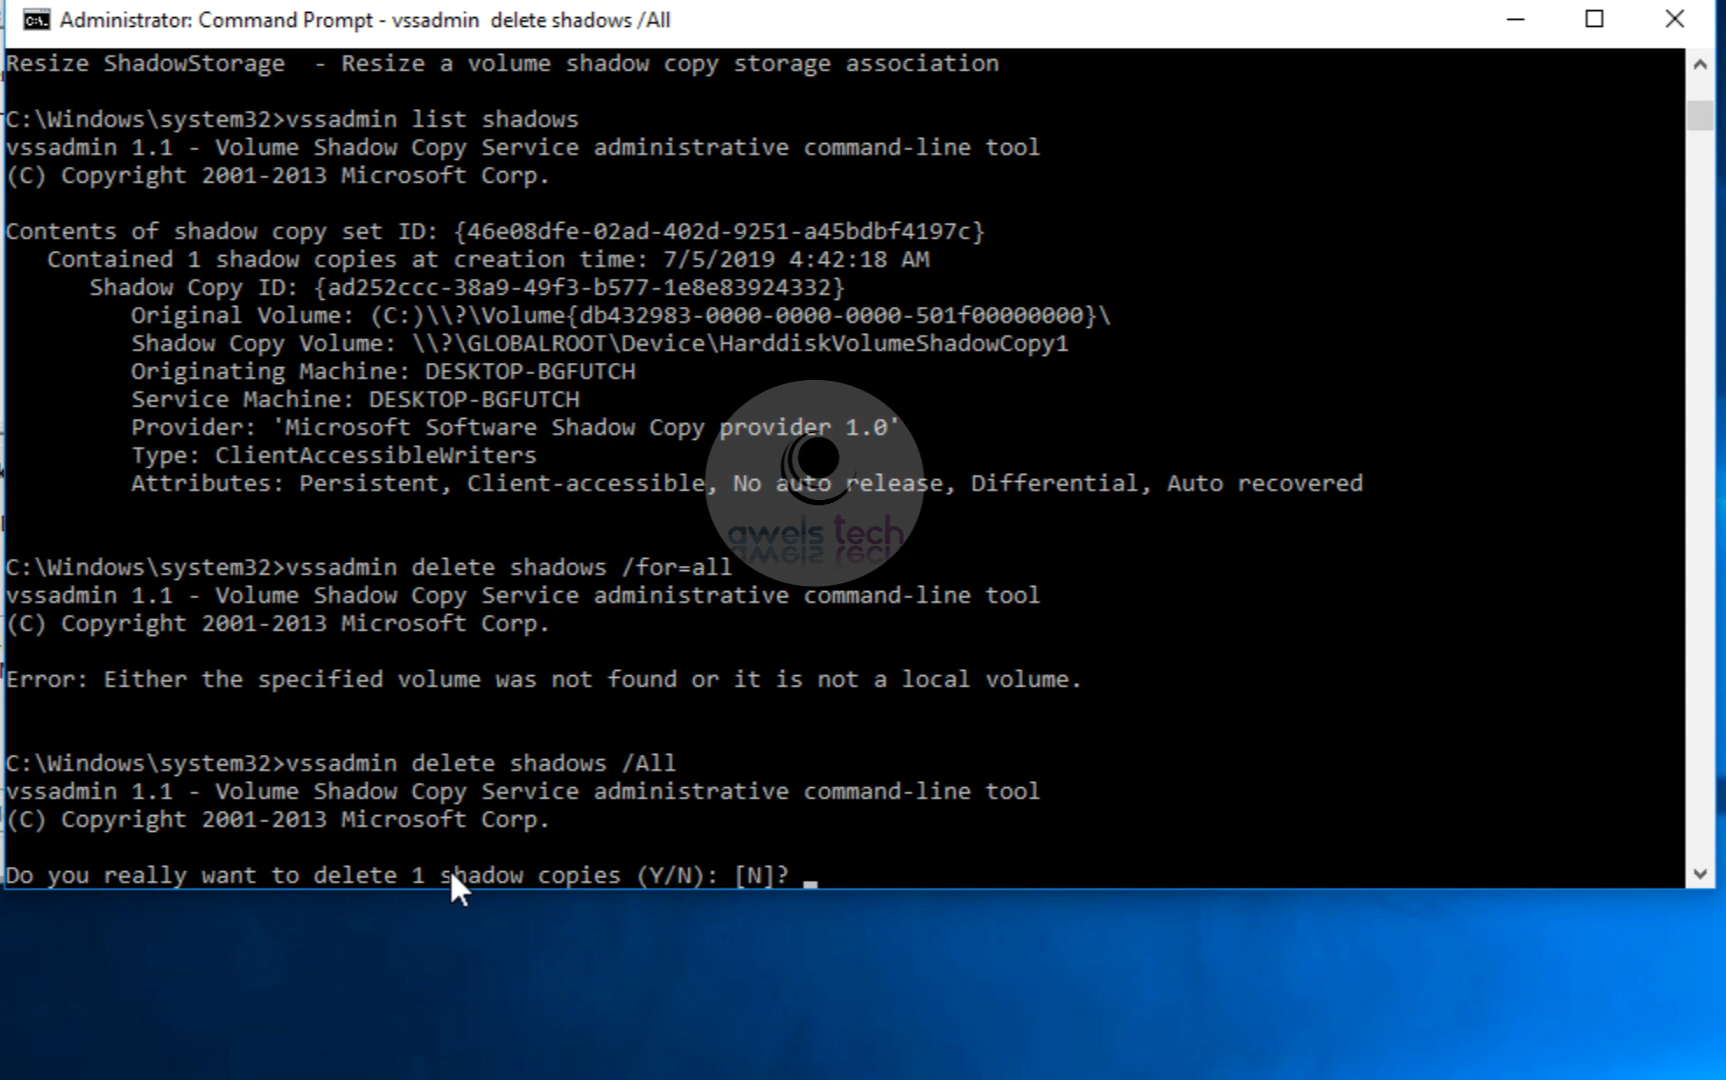 Administrator: Command Prompt - vssadmin  delete shadows /All
Resize ShadowStorage  - Resize a volume shadow copy storage association
C:\Windows\system32>vssadmin list shadows
vssadmin 1.1 - Volume Shadow Copy Service administrative command-line tool
(C) Copyright 2001-2013 Microsoft Corp.
Contents of shadow copy set ID: {46e08dfe-02ad-402d-9251-a45bdbf4197c}
Contained 1 shadow copies at creation time: 7/5/2019 4:42:18 AM
Shadow Copy ID: {ad252ccc-38a9-49f3-b577-1e8e83924332}
Original Volume: (C:)\\?\Volume{db432983-0000-0000-0000-501f00000000}\
Shadow Copy Volume: \\?\GLOBALROOT\Device\HarddiskVolumeShadowCopy1
Originating Machine: DESKTOP-BGFUTCH
Service Machine: DESKTOP-BGFUTCH
Provider: 'Microsoft Software Shadow Copy provider 1.0'
Type: ClientAccessibleWriters
Attributes: Persistent, Client-accessible, No auto release, Differential, Auto recovered
awels tech
C:\Windows\system32>vssadmin delete shadows /for=all
vssadmin 1.1 - Volume Shadow Copy Service administrative command-line tool
(C) Copyright 2001-2013 Microsoft Corp.
Error: Either the specified volume was not found or it is not a local volume.
C:\Windows\system32>vssadmin delete shadows /All
vssadmin 1.1 - Volume Shadow Copy Service administrative command-line tool
(C) Copyright 2001-2013 Microsoft Corp.
Do you really want to delete 1 shadow copies (Y/N): [N]?